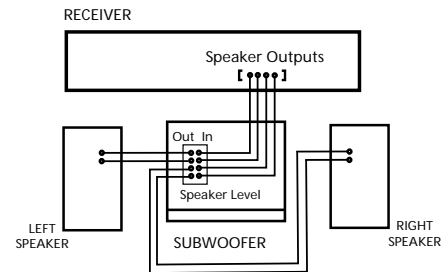 RECEIVER
Speaker Outputs
Out In
Speaker Level
LEFT
SPEAKER
SUBWOOFER
RIGHT
SPEAKER